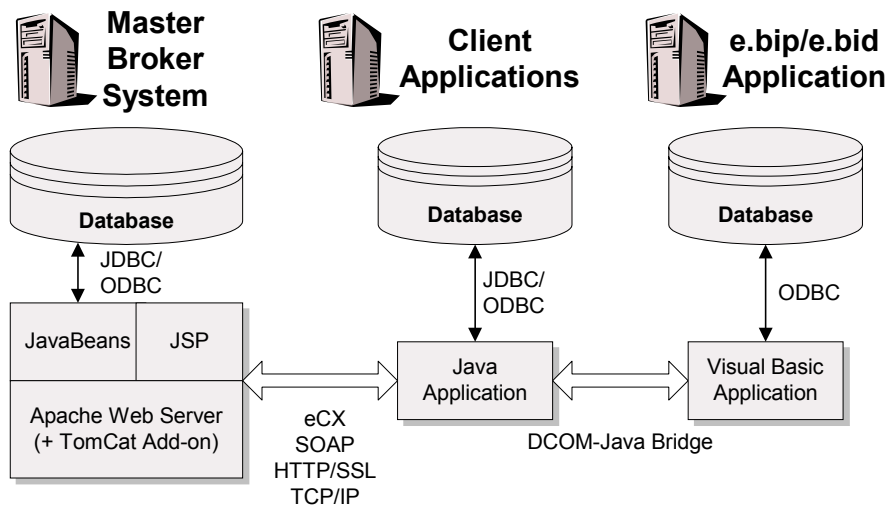 Master
Broker
System
Client
Applications
e.bip/e.bid
Application
Database
Database
Database
JDBC/
ODBC
JDBC/
ODBC
ODBC
JavaBeans
JSP
Apache Web Server
(+ TomCat Add-on)
Java
Application
Visual Basic
Application
eCX
SOAP
HTTP/SSL
TCP/IP
DCOM-Java Bridge